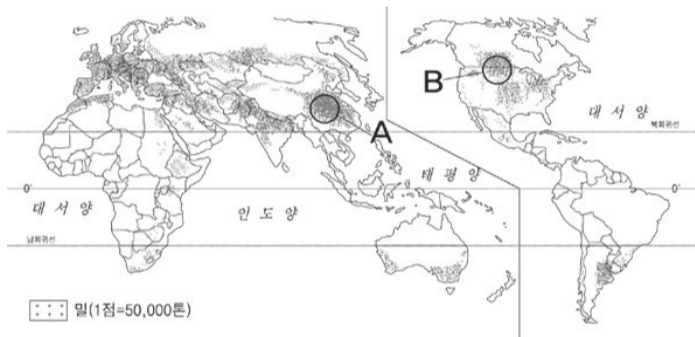 B
대서양
북회귀선
A
태평양
0°
0°
대서양
인도양
남회귀선
밀(1점=50,000톤)